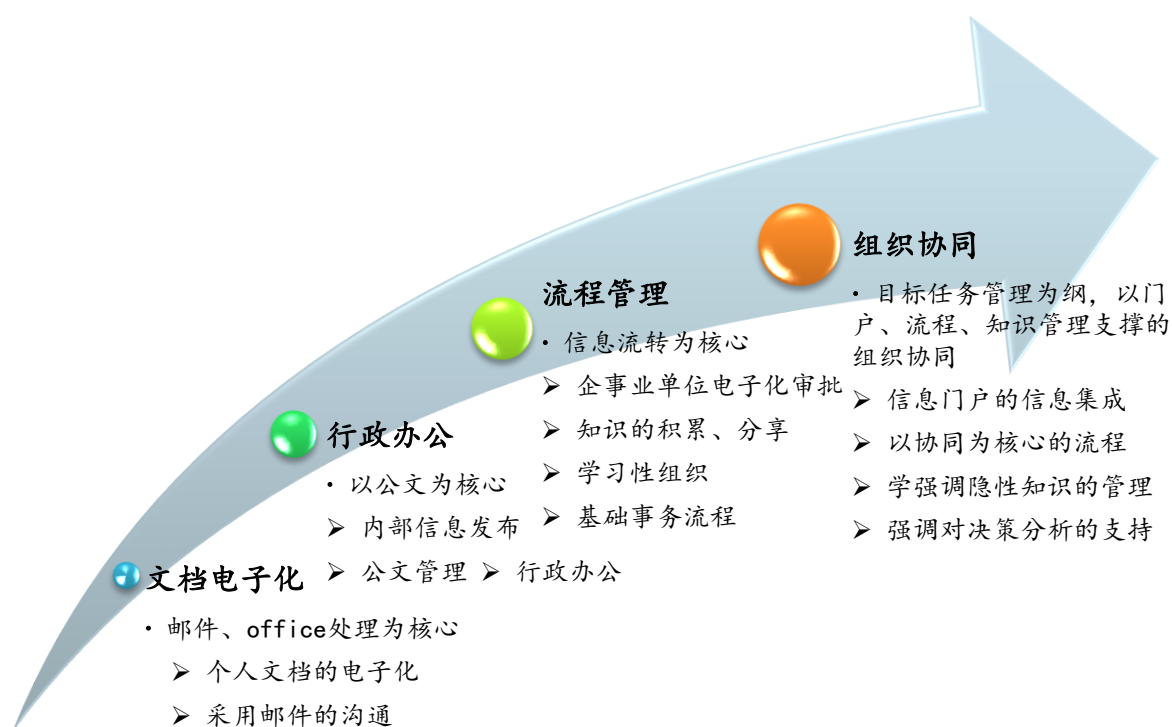 文档电子化
· 邮件、office处理为核心
➢ 个人文档的电子化
➢ 采用邮件的沟通
行政办公
· 以公文为核心
➢ 内部信息发布
➢ 公文管理 ➢ 行政办公
流程管理
· 信息流转为核心
➢ 企事业单位电子化审批
➢ 知识的积累、分享
➢ 学习性组织
➢ 基础事务流程
组织协同
· 目标任务管理为纲，以门
户、流程、知识管理支撑的
组织协同
➢ 信息门户的信息集成
➢ 以协同为核心的流程
➢ 学强调隐性知识的管理
➢ 强调对决策分析的支持